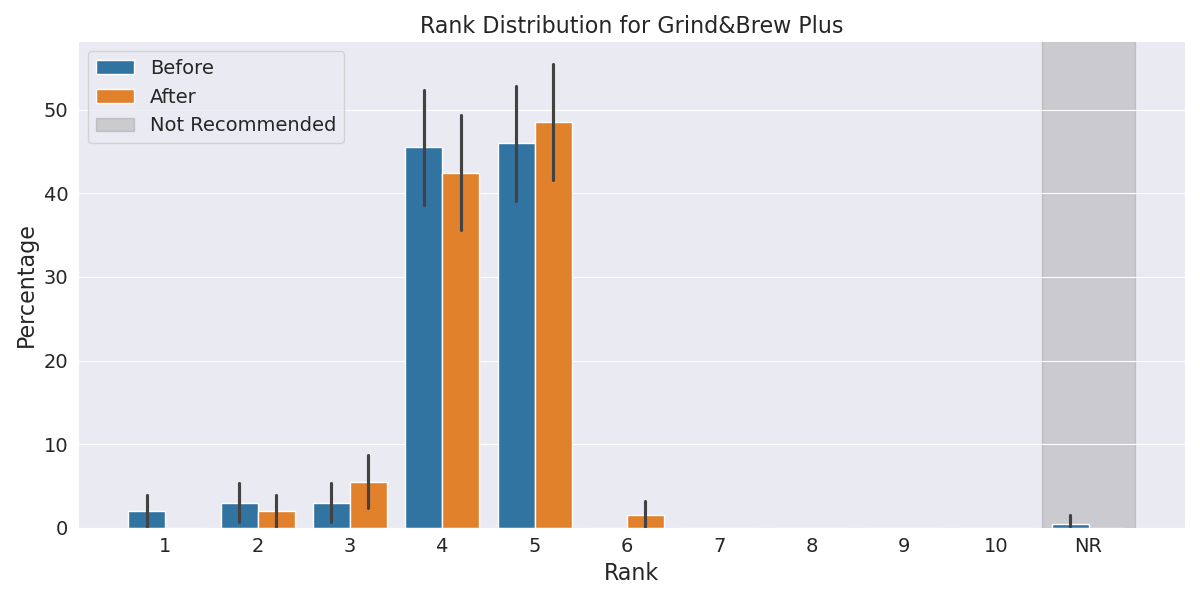 Rank Distribution for Grind&Brew Plus
Before
After
Not Recommended
Percentage
50
40
30
20
10
0
1 2 3 4 5 6 7 8 9 10 NR
Rank